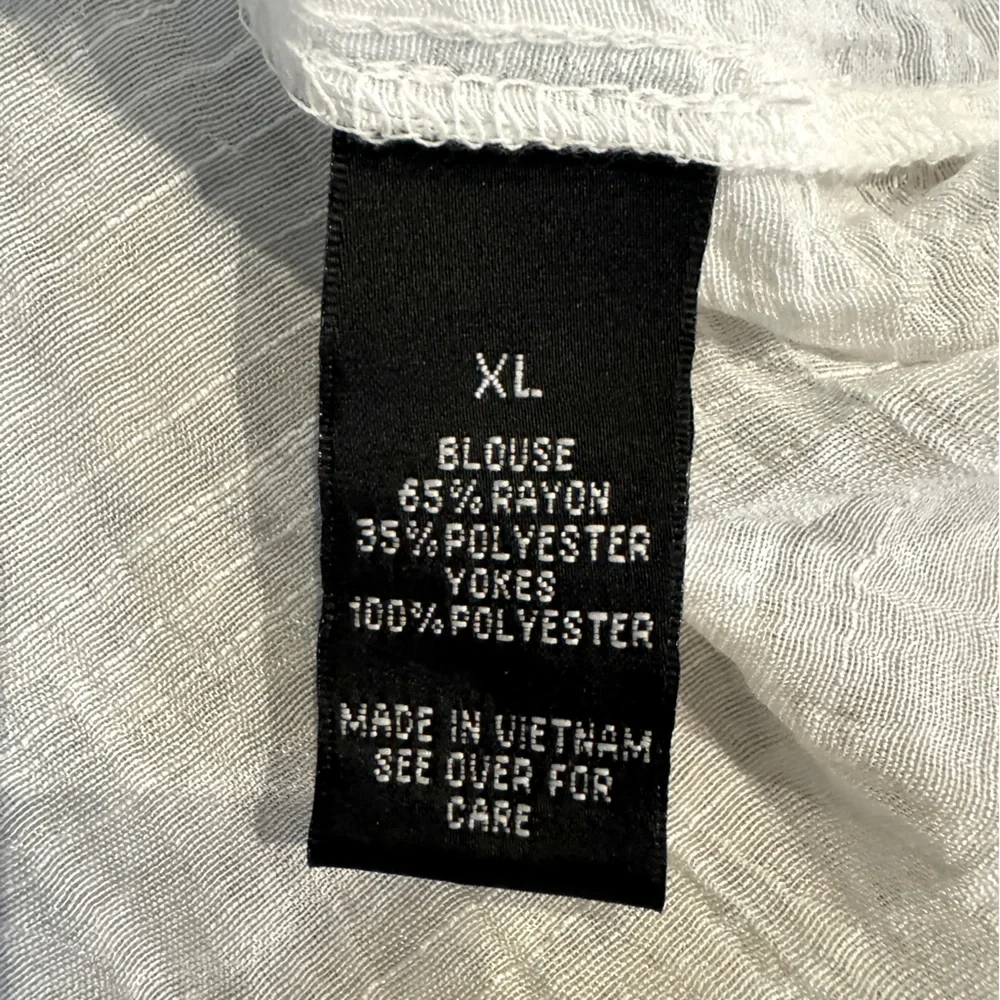 XL
BLOUSE
65%RAYON
35%POLYESTER
YOKES
100%POLYESTER
MADE IN VIETNAM
SEE OVER FOR
CARE